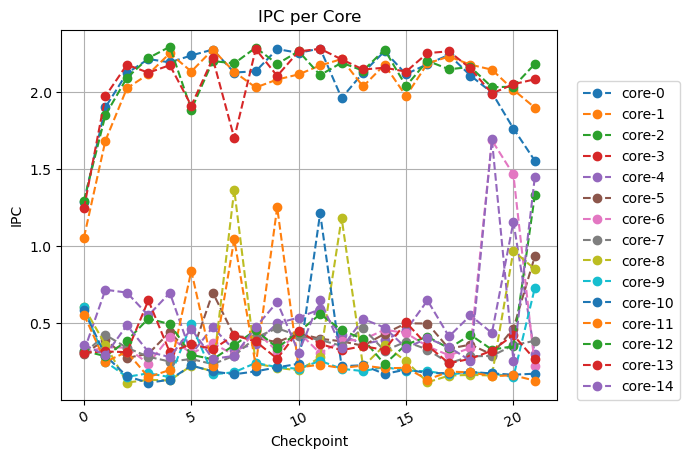 IPC per Core
IPC
2.0
1.5
1.0
0.5
0
5
10
15
20
Checkpoint
core-0
core-1
core-2
core-3
core-4
core-5
core-6
core-7
core-8
core-9
core-10
core-11
core-12
core-13
core-14